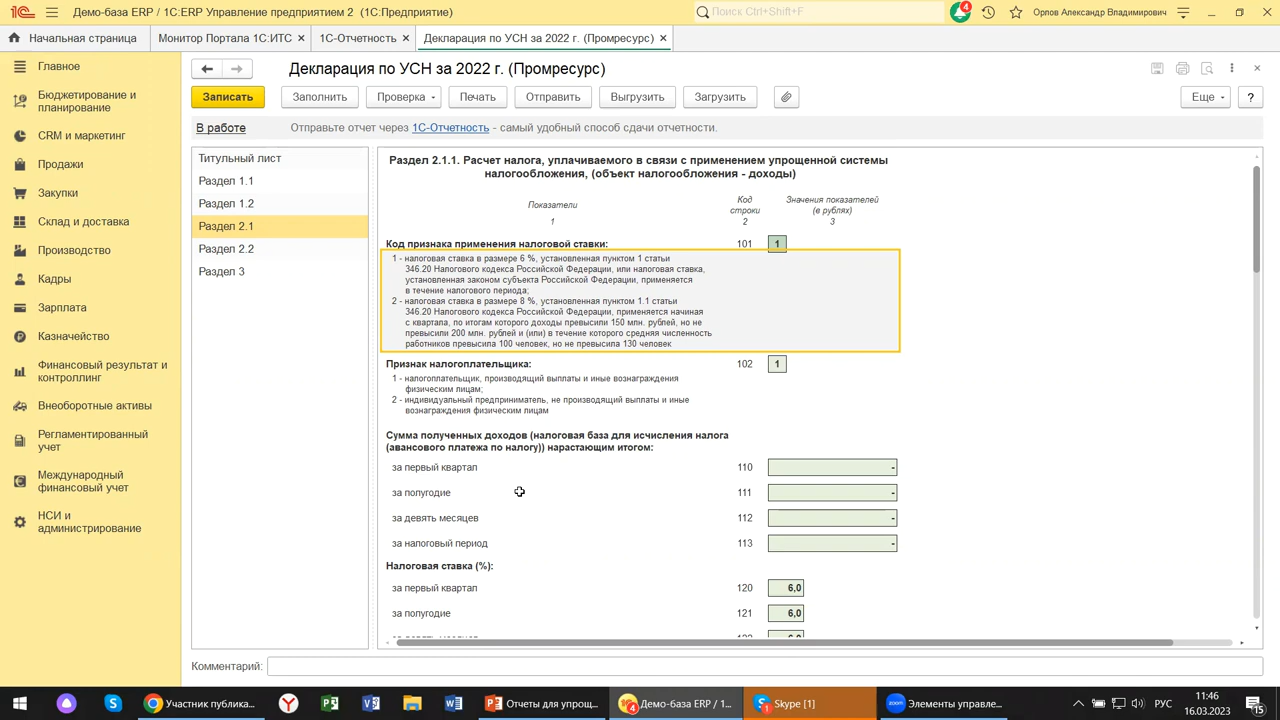 Демо-база ERP / 1С:ERP Управление предприятием 2 (1С:Предприятие)
Поиск Ctrl+Shift+F
4
Орлов Александр Владимирович
Начальная страница
Монитор Портала 1С:ИТС ×
1С-Отчетность ×
Декларация по УСН за 2022 г. (Промресурс) ×
Главное
Бюджетирование и
планирование
CRM и маркетинг
Продажи
Закупки
Склад и доставка
Производство
Кадры
Зарплата
Казначейство
Финансовый результат и
контроллинг
Внеоборотные активы
Регламентированный
учет
Международный
финансовый учет
НСИ и
администрирование
Декларация по УСН за 2022 г. (Промресурс)
Записать
Заполнить
Проверка
Печать
Отправить
Выгрузить
Загрузить
Еще
?
В работе
Отправьте отчет через 1С-Отчетность - самый удобный способ сдачи отчетности.
Титульный лист
Раздел 1.1
Раздел 1.2
Раздел 2.1
Раздел 2.2
Раздел 3
Раздел 2.1.1. Расчет налога, уплачиваемого в связи с применением упрощенной системы
налогообложения, (объект налогообложения - доходы)
Показатели
Код
строки
Значения показателей
(в рублях)
1
2
3
Код признака применения налоговой ставки: 101 1
1 - налоговая ставка в размере 6 %, установленная пунктом 1 статьи
346.20 Налогового кодекса Российской Федерации, или налоговая ставка,
установленная законом субъекта Российской Федерации, применяется
в течение налогового периода;
2 - налоговая ставка в размере 8 %, установленная пунктом 1.1 статьи
346.20 Налогового кодекса Российской Федерации, применяется начиная
с квартала, по итогам которого доходы превысили 150 млн. рублей, но не
превысили 200 млн. рублей и (или) в течение которого средняя численность
работников превысила 100 человек, но не превысила 130 человек
Признак налогоплательщика: 102 1
1 - налогоплательщик, производящий выплаты и иные вознаграждения
физическим лицам;
2 - индивидуальный предприниматель, не производящий выплаты и иные
вознаграждения физическим лицам
Сумма полученных доходов (налоговая база для исчисления налога
(авансового платежа по налогу)) нарастающим итогом:
за первый квартал 110 -
за полугодие 111 -
за девять месяцев 112 -
за налоговый период 113 -
Налоговая ставка (%):
за первый квартал 120 6,0
за полугодие 121 6,0
Комментарий:
Участник публика...
Отчеты для упрощ...
4
Демо-база ERP / 1...
1
Skype [1]
Элементы управле...
РУС
11:46
16.03.2023
15